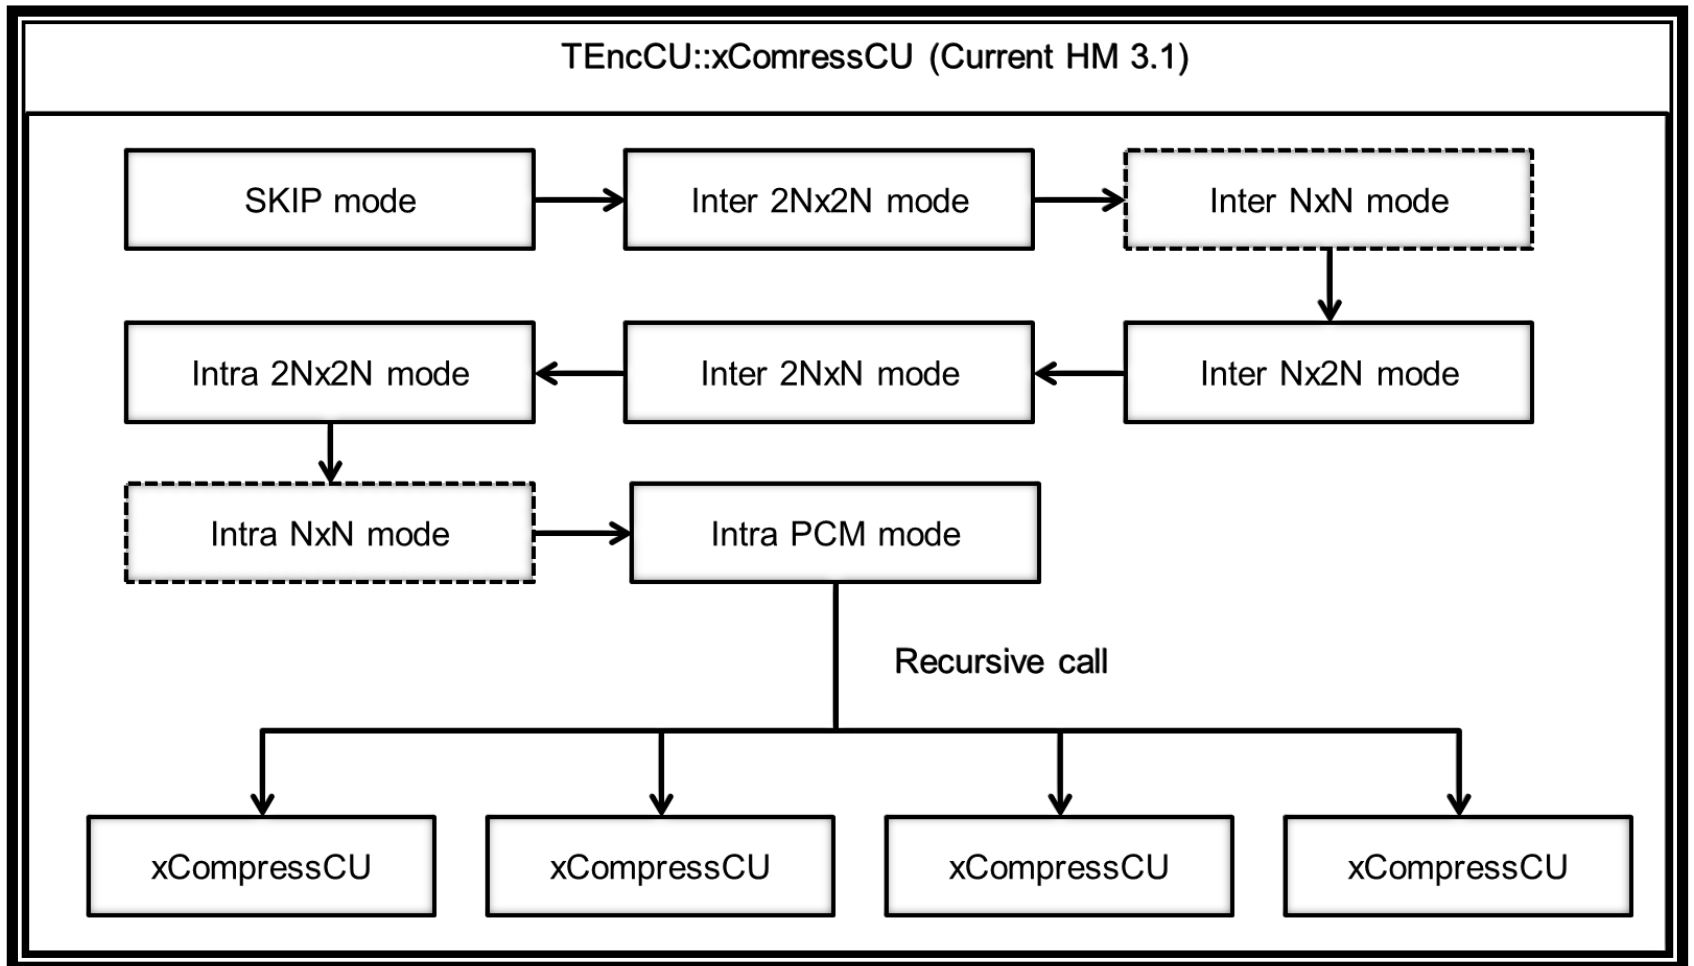 TEncCU::xComressCU (Current HM 3.1)
SKIP mode
Inter 2Nx2N mode
Inter NxN mode
Intra 2Nx2N mode
Inter 2NxN mode
Inter Nx2N mode
Intra NxN mode
Intra PCM mode
Recursive call
xCompressCU
xCompressCU
xCompressCU
xCompressCU